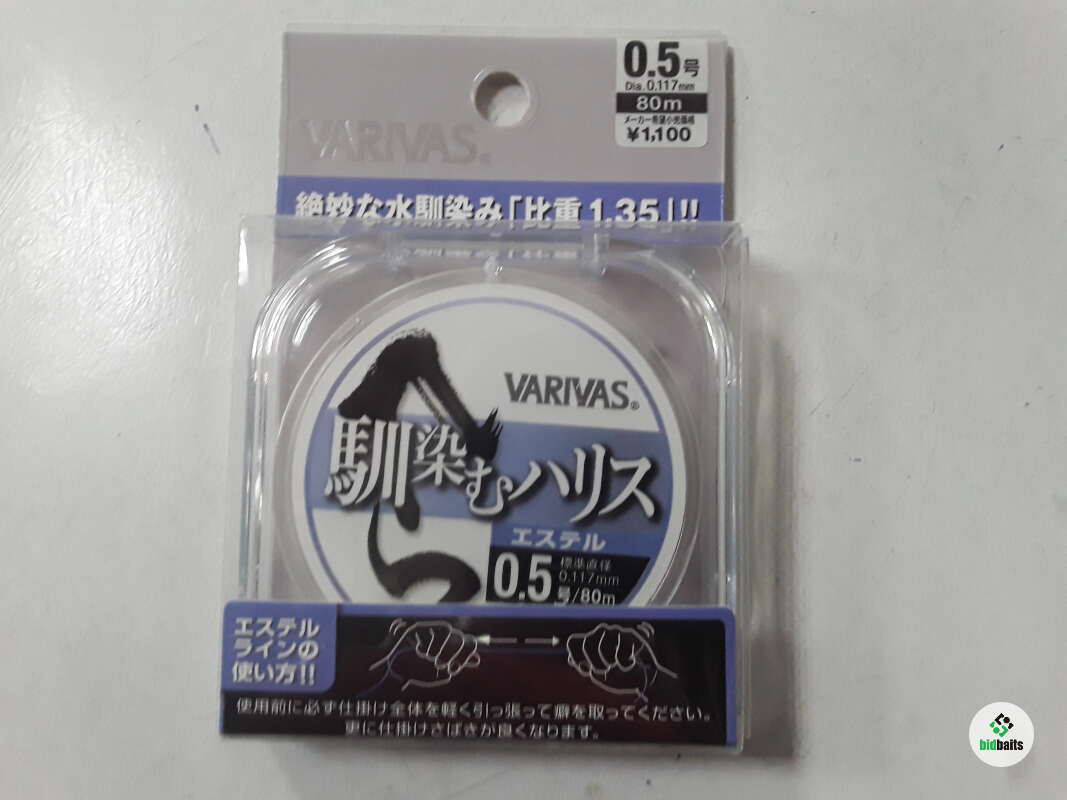 0.5号
Dia. 0.117mm
80m
メーカー希望小売価格
¥1,100
VARIVAS®
絶妙な水馴染み「比重1.35」!!
VARIVAS®
へら
馴染むハリス
エステル
0.5号/80m
標準直径
0.117mm
エステル
ラインの
使い方!!
使用前に必ず仕掛け全体を軽く引っ張って癖を取ってください。
更に仕掛けさばきが良くなります。
bidbaits